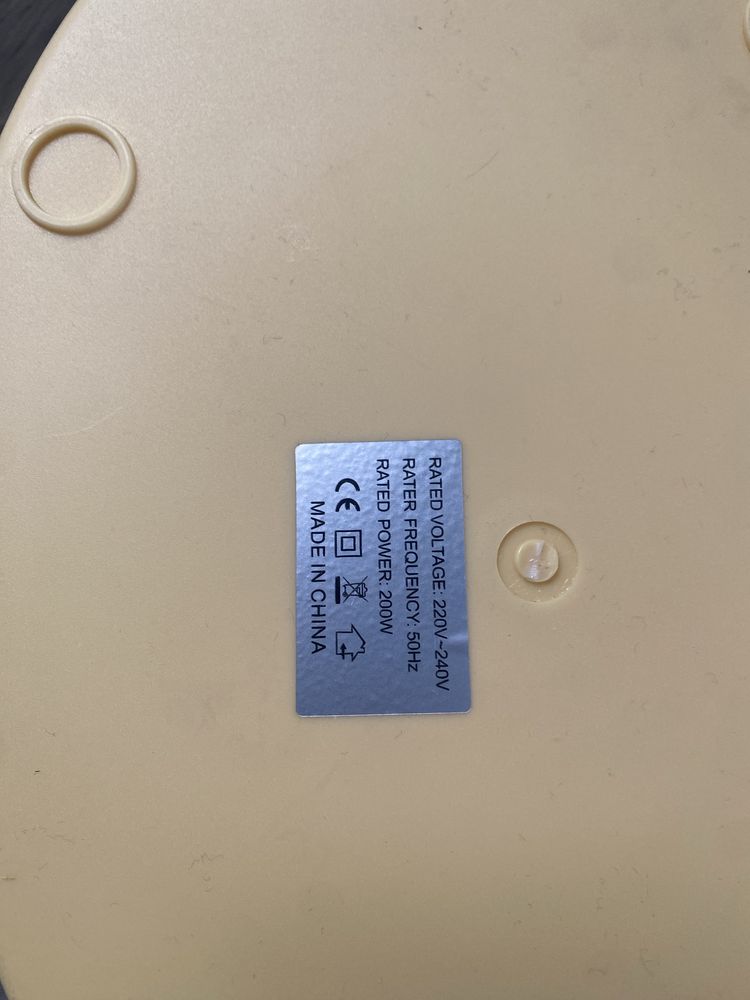 RATED VOLTAGE: 220V~240V
RATER FREQUENCY: 50Hz
RATED POWER: 200W
CE
MADE IN CHINA